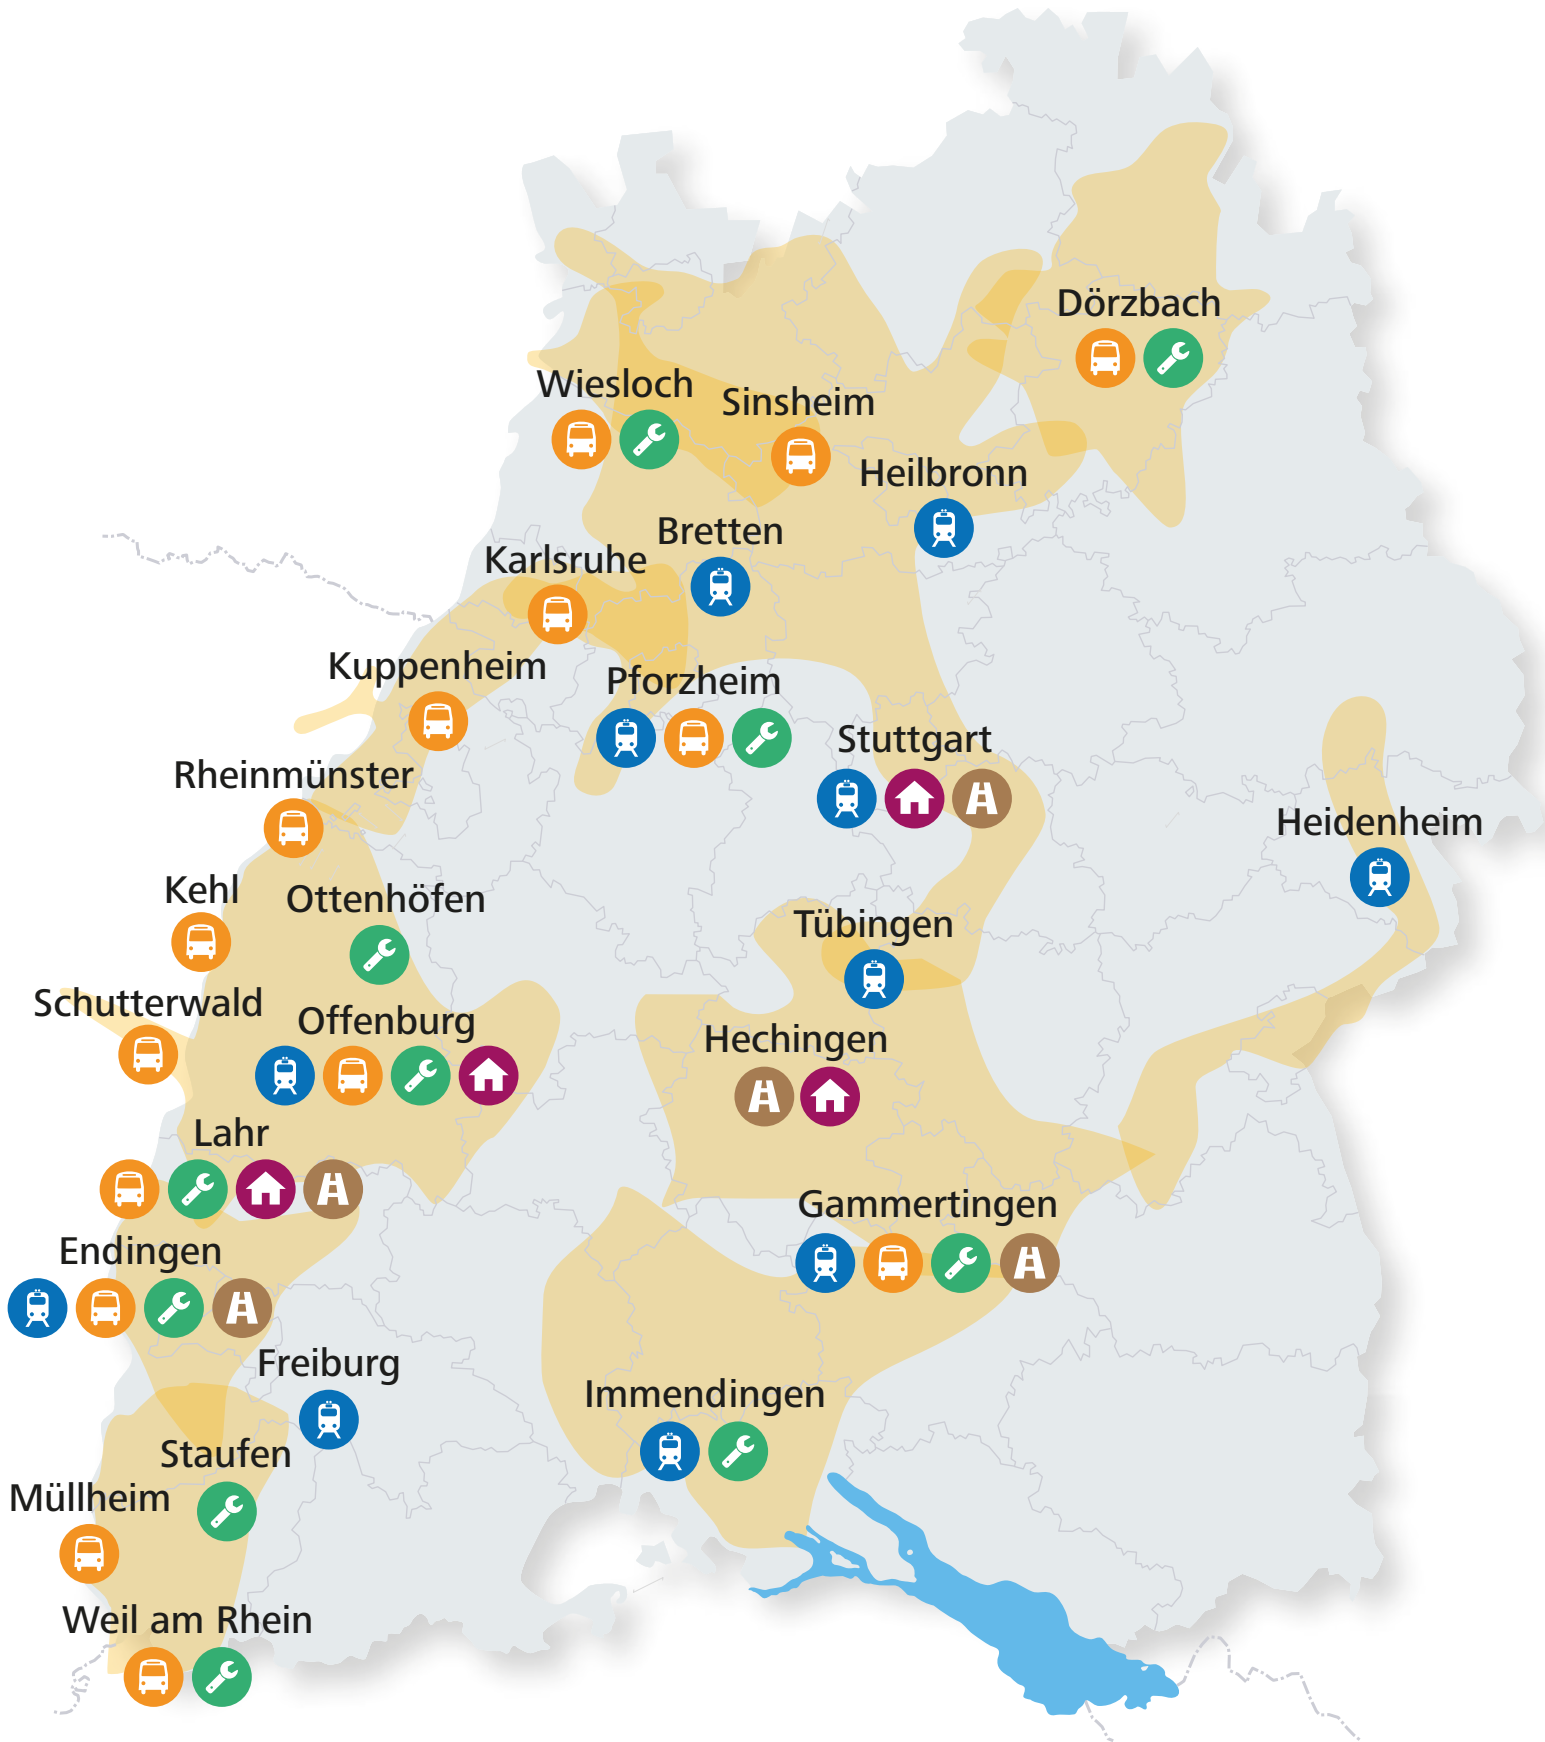 Dörzbach
Wiesloch
Sinsheim
Heilbronn
Bretten
Karlsruhe
Kuppenheim
Pforzheim
Stuttgart
Rheinmünster
Heidenheim
Kehl
Ottenhöfen
Tübingen
Schutterwald
Offenburg
Hechingen
Lahr
Gammertingen
Endingen
Freiburg
Immendingen
Staufen
Müllheim
Weil am Rhein